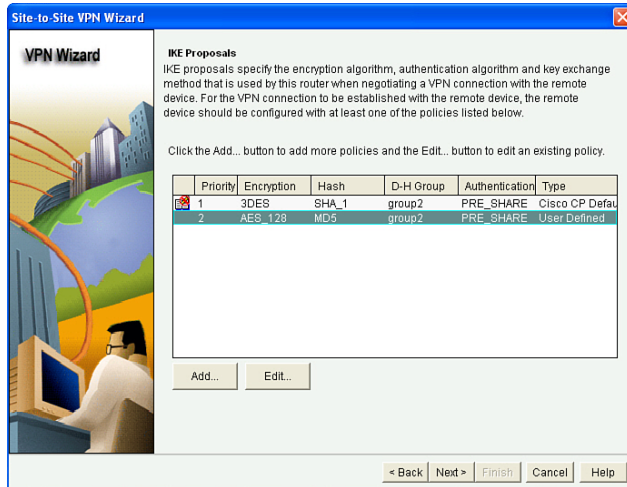 Site-to-Site VPN Wizard
VPN Wizard
IKE Proposals
IKE proposals specify the encryption algorithm, authentication algorithm and key exchange
method that is used by this router when negotiating a VPN connection with the remote
device. For the VPN connection to be established with the remote device, the remote
device should be configured with at least one of the policies listed below.
Click the Add... button to add more policies and the Edit... button to edit an existing policy.
Priority Encryption Hash D-H Group Authentication Type
1 3DES SHA_1 group2 PRE_SHARE Cisco CP Defau
2 AES_128 MD5 group2 PRE_SHARE User Defined
Add... Edit...
< Back Next > Finish Cancel Help